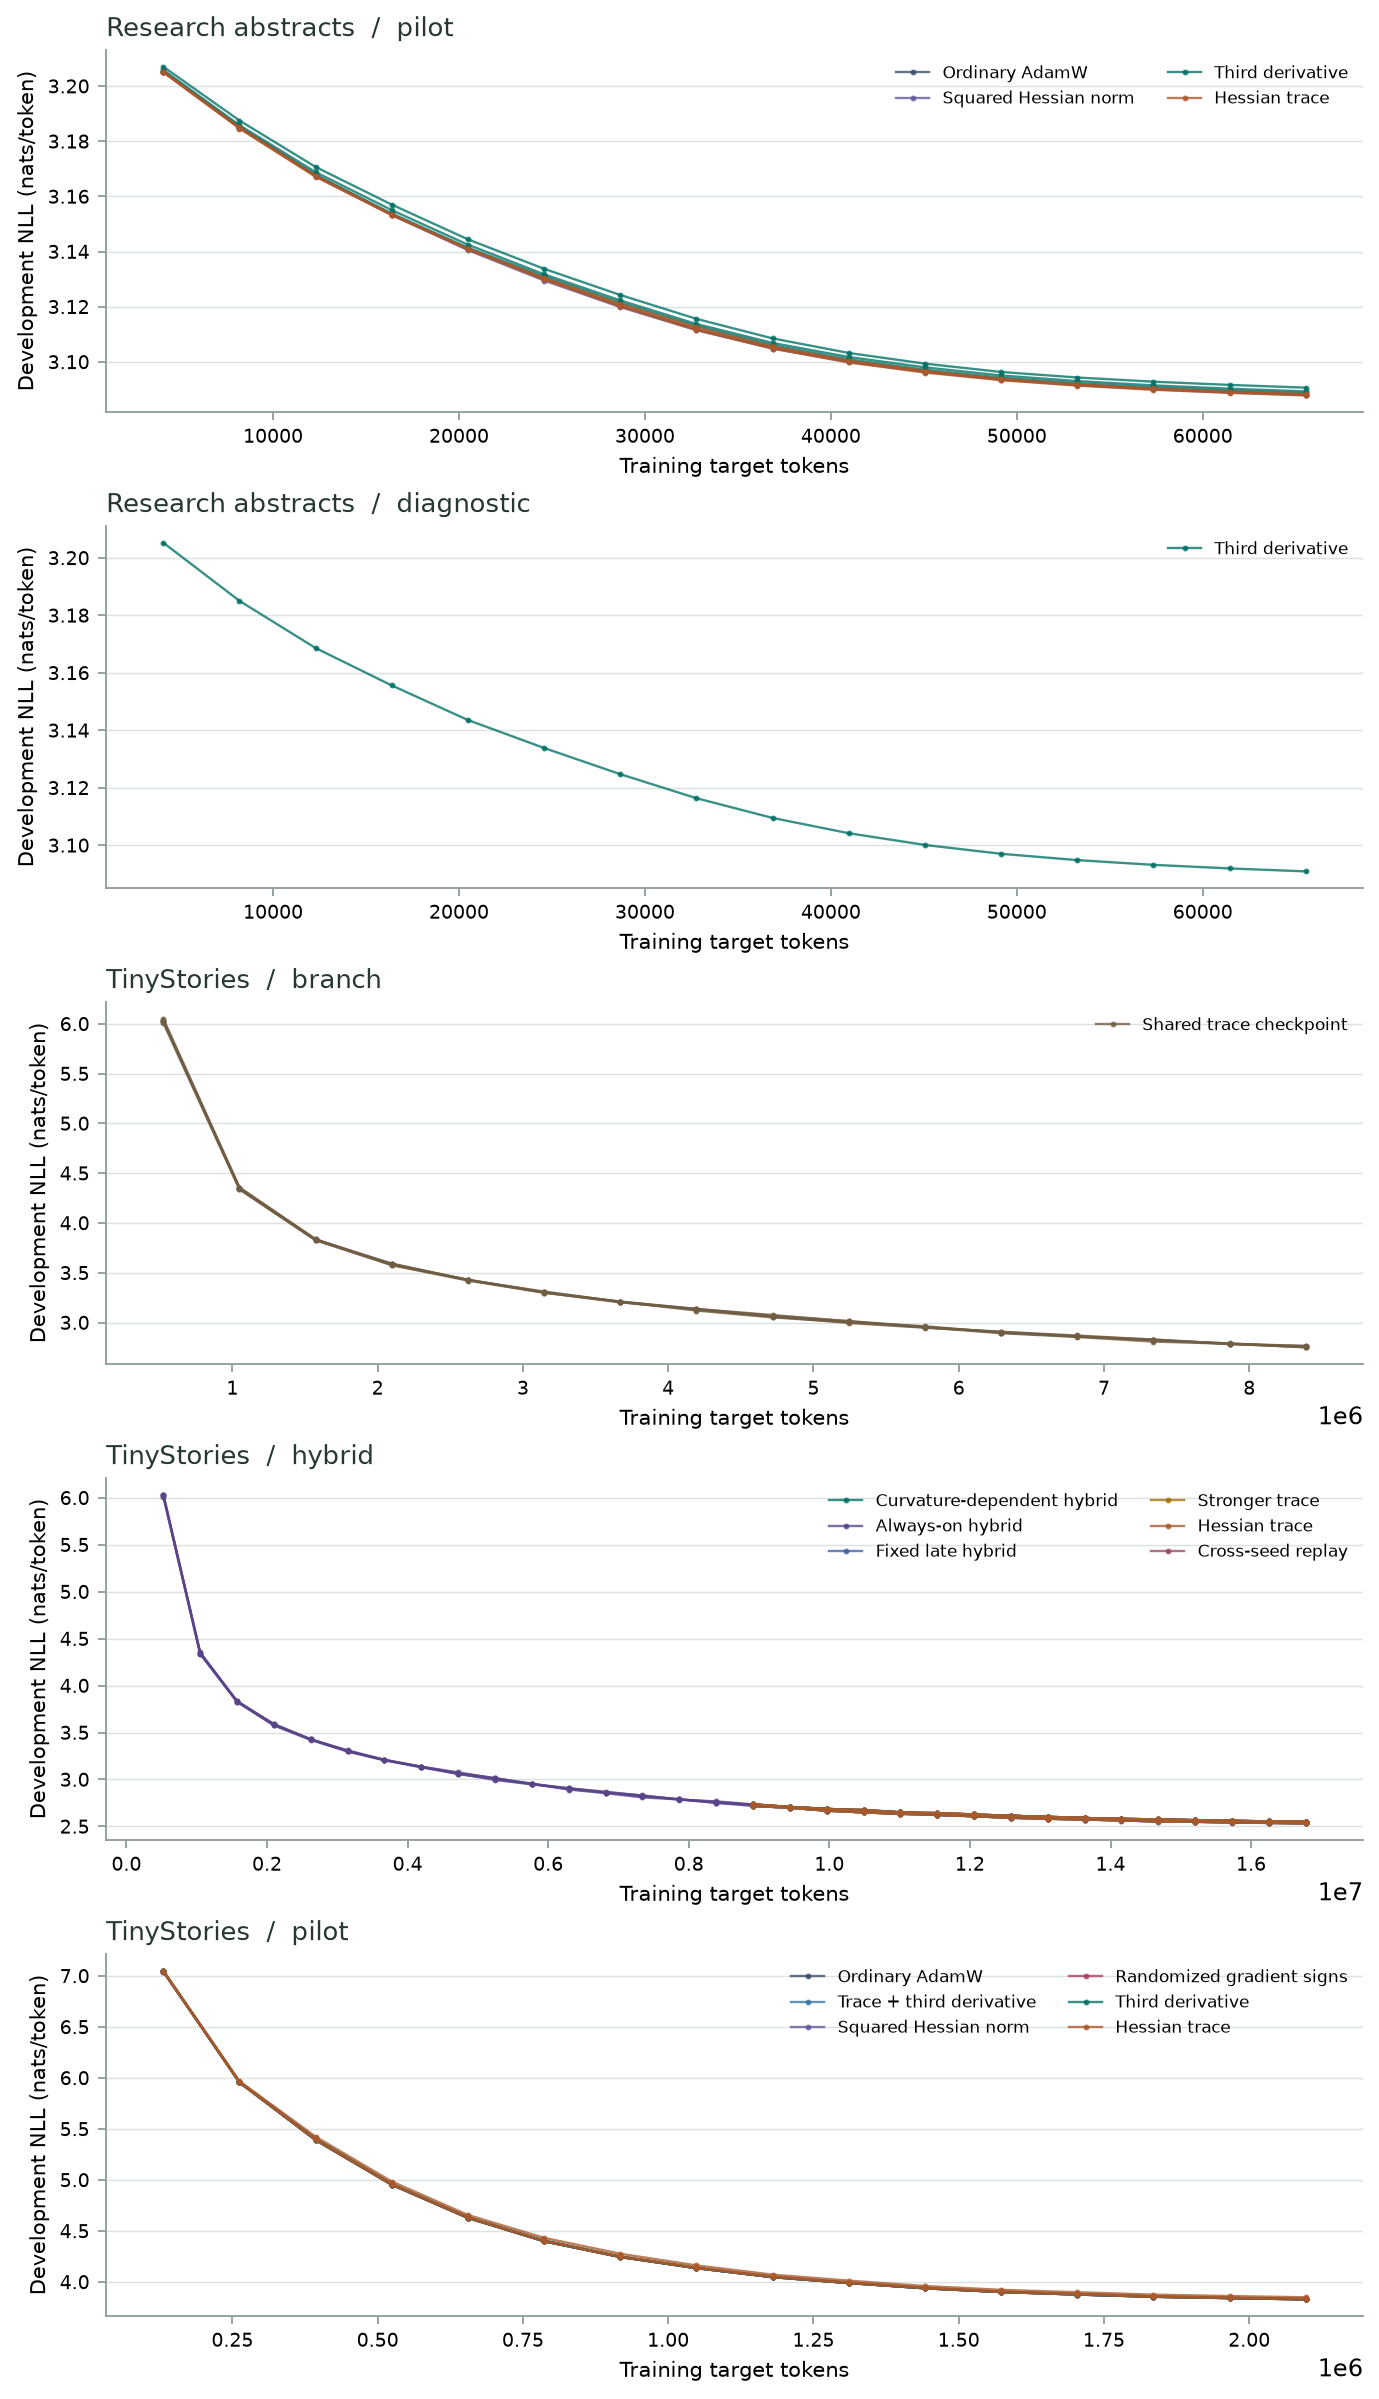 Research abstracts / pilot
Development NLL (nats/token)
3.20
3.18
3.16
3.14
3.12
3.10
Ordinary AdamW
Squared Hessian norm
Third derivative
Hessian trace
10000 20000 30000 40000 50000 60000
Training target tokens
Research abstracts / diagnostic
Development NLL (nats/token)
3.20
3.18
3.16
3.14
3.12
3.10
Third derivative
10000 20000 30000 40000 50000 60000
Training target tokens
TinyStories / branch
Development NLL (nats/token)
6.0
5.5
5.0
4.5
4.0
3.5
3.0
Shared trace checkpoint
1 2 3 4 5 6 7 8
1e6
Training target tokens
TinyStories / hybrid
Development NLL (nats/token)
6.0
5.5
5.0
4.5
4.0
3.5
3.0
2.5
Curvature-dependent hybrid
Always-on hybrid
Fixed late hybrid
Stronger trace
Hessian trace
Cross-seed replay
0.0 0.2 0.4 0.6 0.8 1.0 1.2 1.4 1.6
1e7
Training target tokens
TinyStories / pilot
Development NLL (nats/token)
7.0
6.5
6.0
5.5
5.0
4.5
4.0
Ordinary AdamW
Trace + third derivative
Squared Hessian norm
Randomized gradient signs
Third derivative
Hessian trace
0.25 0.50 0.75 1.00 1.25 1.50 1.75 2.00
1e6
Training target tokens